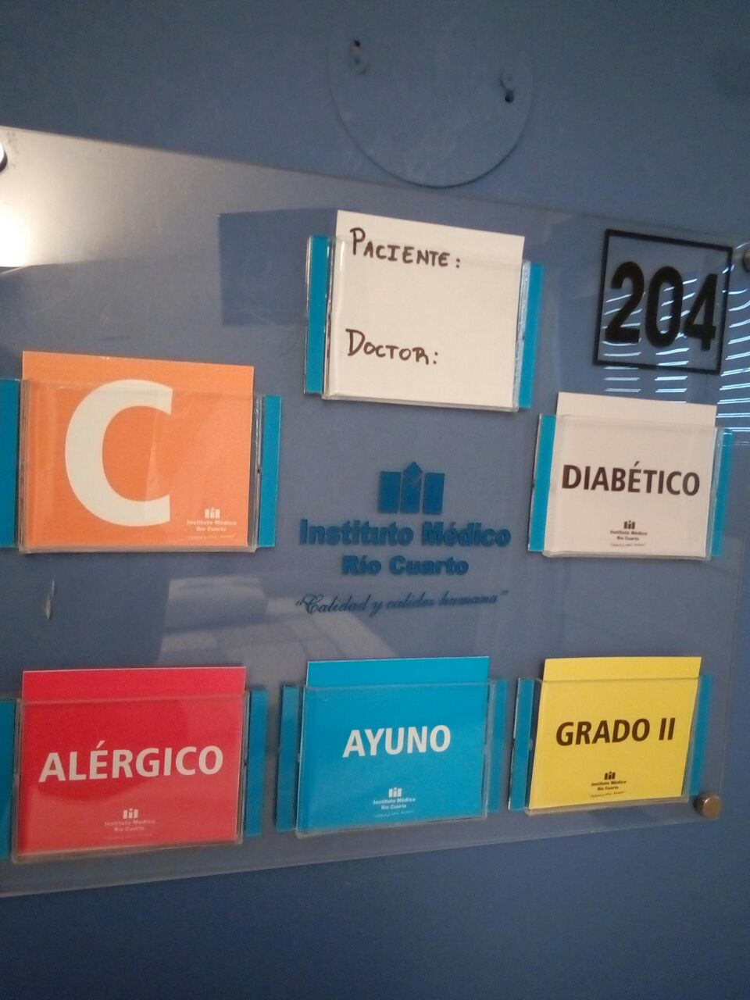 PACIENTE:
DOCTOR:
204
C
Instituto Médico
Río Cuarto
DIABÉTICO
Instituto Médico
Río Cuarto
Instituto Médico
Río Cuarto
"Calidad y calidez humana"
ALÉRGICO
Instituto Médico
Río Cuarto
AYUNO
Instituto Médico
Río Cuarto
GRADO II
Instituto Médico
Río Cuarto